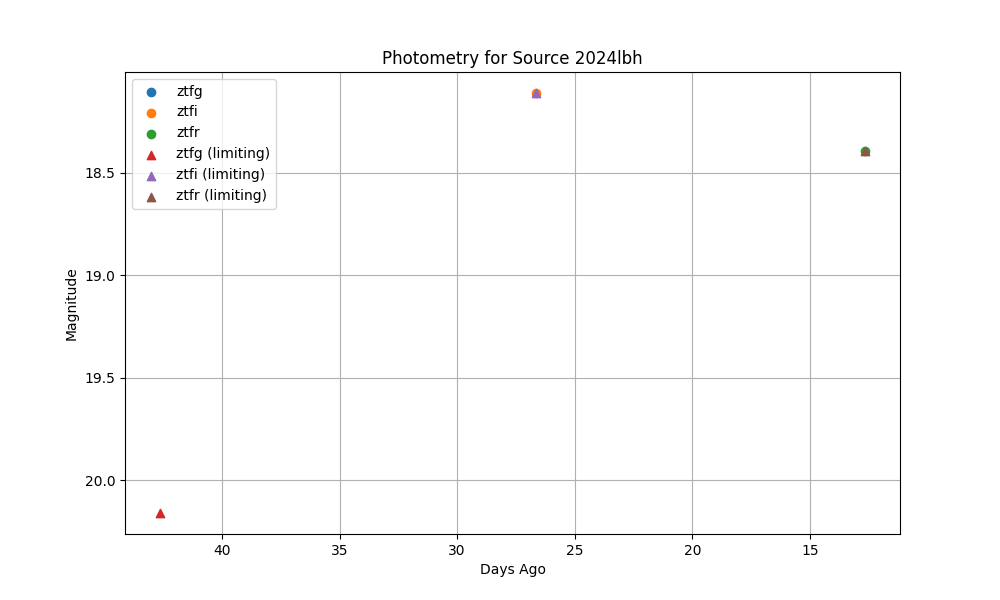 Photometry for Source 2024lbh
ztfg
ztfi
ztfr
ztfg (limiting)
ztfi (limiting)
ztfr (limiting)
18.5
19.0
19.5
20.0
Magnitude
40 35 30 25 20 15
Days Ago